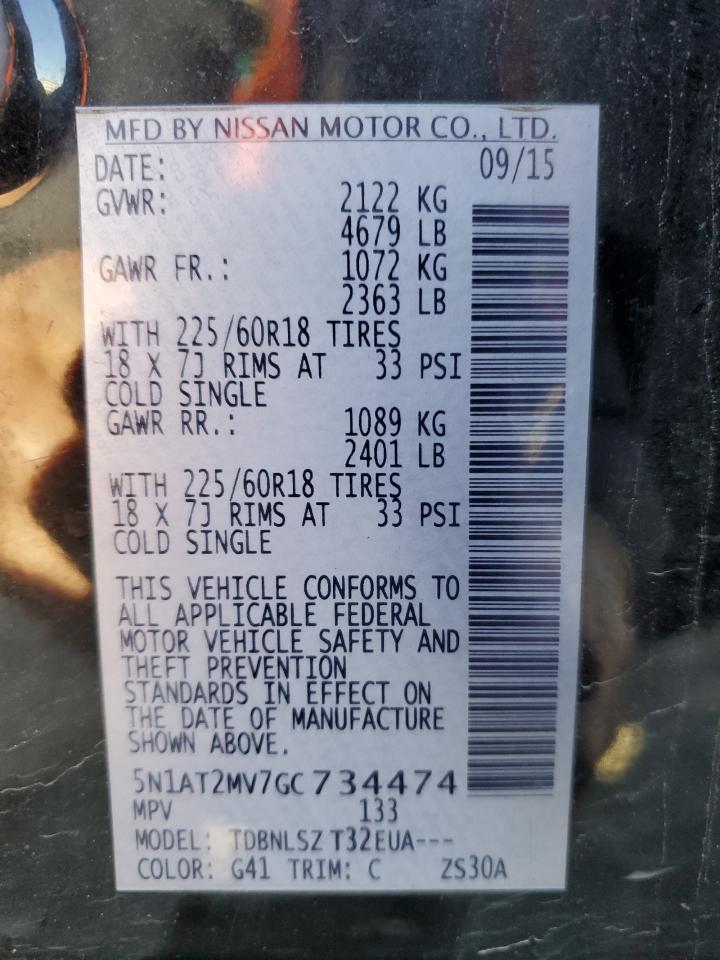 MFD BY NISSAN MOTOR CO., LTD.
DATE: 09/15
GVWR: 2122 KG
4679 LB
GAWR FR.: 1072 KG
2363 LB
WITH 225/60R18 TIRES
18 X 7J RIMS AT 33 PSI
COLD SINGLE
GAWR RR.: 1089 KG
2401 LB
WITH 225/60R18 TIRES
18 X 7J RIMS AT 33 PSI
COLD SINGLE
THIS VEHICLE CONFORMS TO
ALL APPLICABLE FEDERAL
MOTOR VEHICLE SAFETY AND
THEFT PREVENTION
STANDARDS IN EFFECT ON
THE DATE OF MANUFACTURE
SHOWN ABOVE.
5N1AT2MV7GC734474
MPV 133
MODEL: TDBNLSZ T32EUA---
COLOR: G41 TRIM: C ZS30A